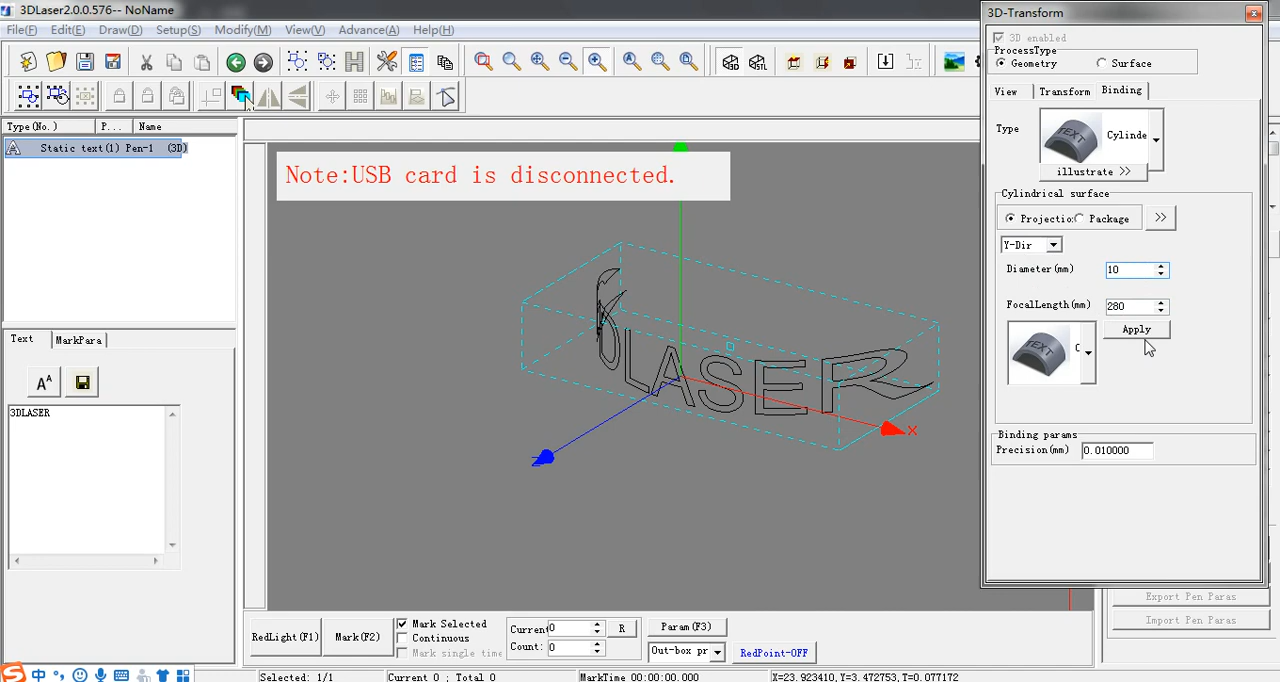 3DLaser2.0.0.576-- NoName
File(F) Edit(E) Draw(D) Setup(S) Modify(M) View(V) Advance(A) Help(H)
Type(No.) P... Name
Static text(1) Pen-1 (3D)
Note:USB card is disconnected.
X
Z
3DLASER
Text MarkPara
3DLASER
3D-Transform
3D enabled
ProcessType
Geometry Surface
View Transform Binding
Type
TEXT
Cylinde
illustrate >>
Cylindrical surface
Projectio: Package >>
Y-Dir
Diameter(mm) 10
FocalLength(mm) 280
TEXT
C
Apply
Binding params
Precision(mm) 0.010000
Export Pen Paras
Import Pen Paras
RedLight(F1) Mark(F2)
Mark Selected
Continuous
Mark single time
Current 0 R
Count: 0
Param(F3)
Out-box pr
RedPoint-OFF
中
Selected: 1/1 Current 0 ; Total 0 MarkTime 00:00:00.000 X=23.923410, Y=3.472753, T=0.077172